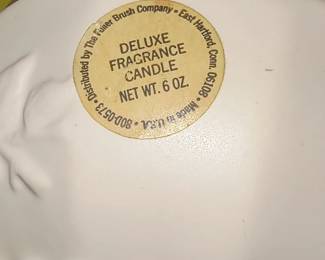 Distributed by The Fuller Brush Company • East Hartford, Conn. 06108 • Made in U.S.A. • 80D-0573 •
DELUXE
FRAGRANCE
CANDLE
NET WT. 6 OZ.